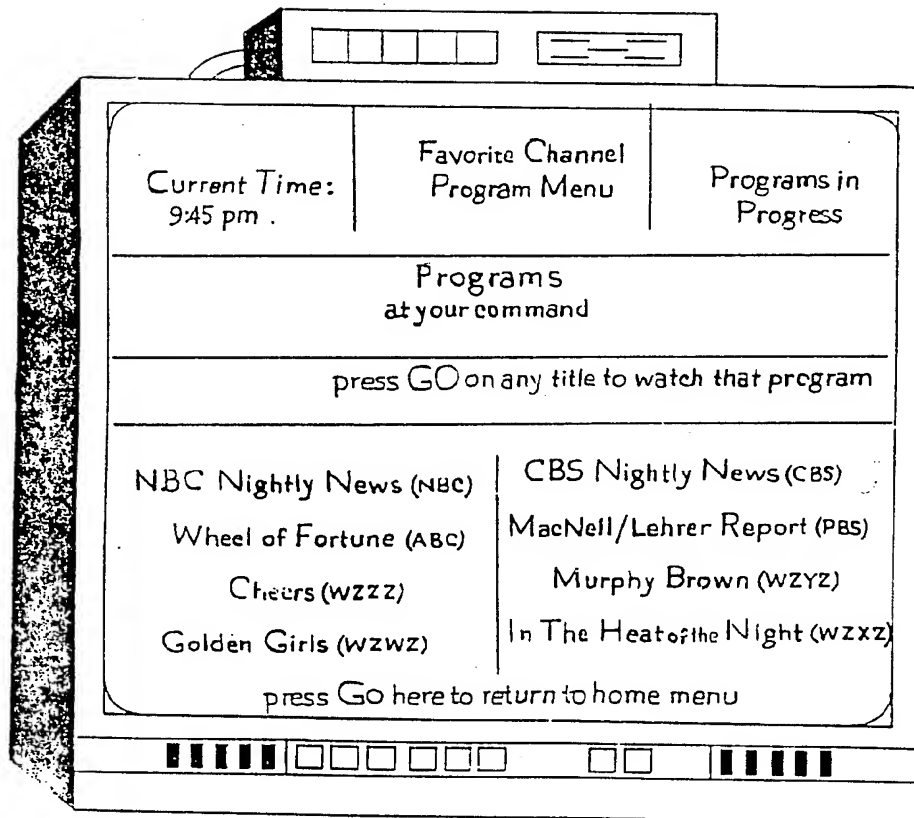 Current Time:
9:45 pm .
Favorite Channel
Program Menu
Programs in
Progress
Programs
at your command
press GO on any title to watch that program
NBC Nightly News (NBC)
Wheel of Fortune (ABC)
Cheers (WZZZ)
Golden Girls (WZWZ)
CBS Nightly News (CBS)
MacNell/Lehrer Report (PBS)
Murphy Brown (WZYZ)
In The Heat of the Night (WZXZ)
press Go here to return to home menu